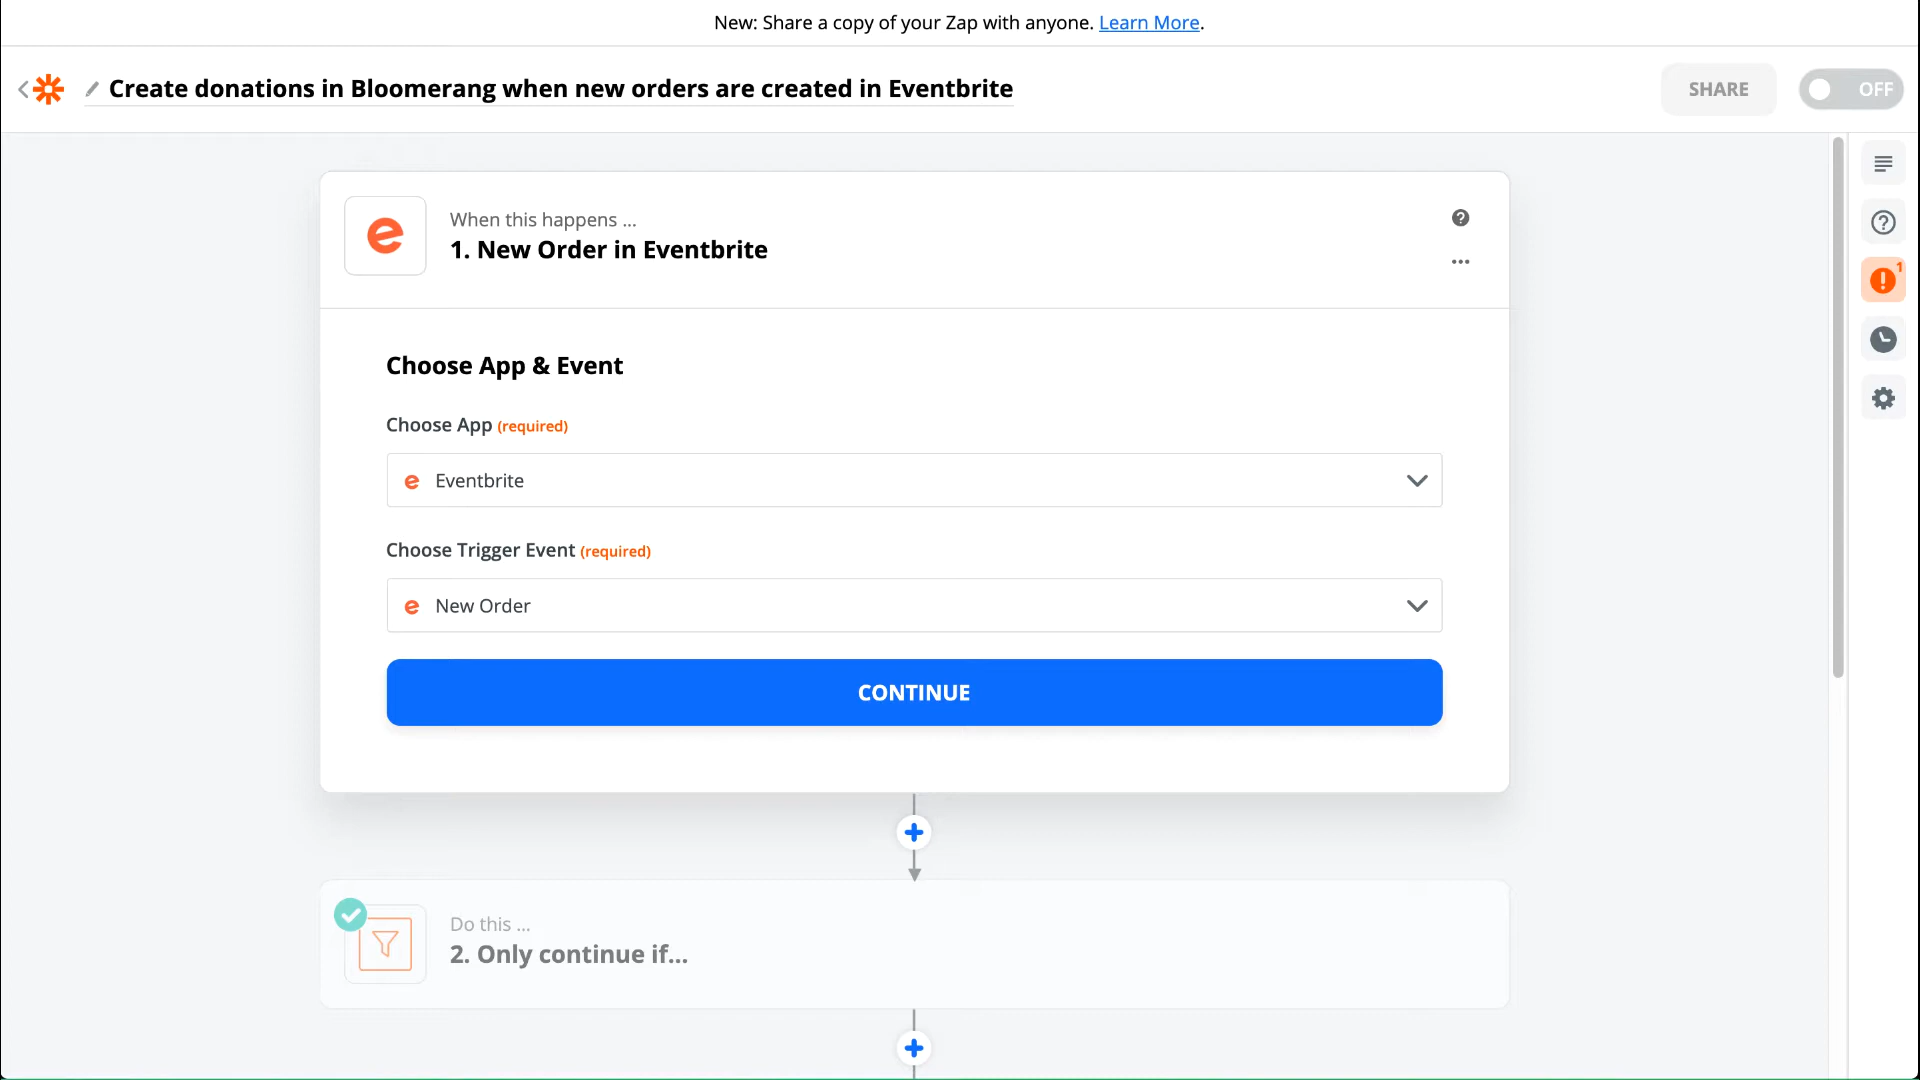 New: Share a copy of your Zap with anyone. Learn More.
Create donations in Bloomerang when new orders are created in Eventbrite
SHARE
OFF
When this happens ...
1. New Order in Eventbrite
1
Choose App & Event
Choose App (required)
Eventbrite
Choose Trigger Event (required)
New Order
CONTINUE
Do this ...
2. Only continue if...